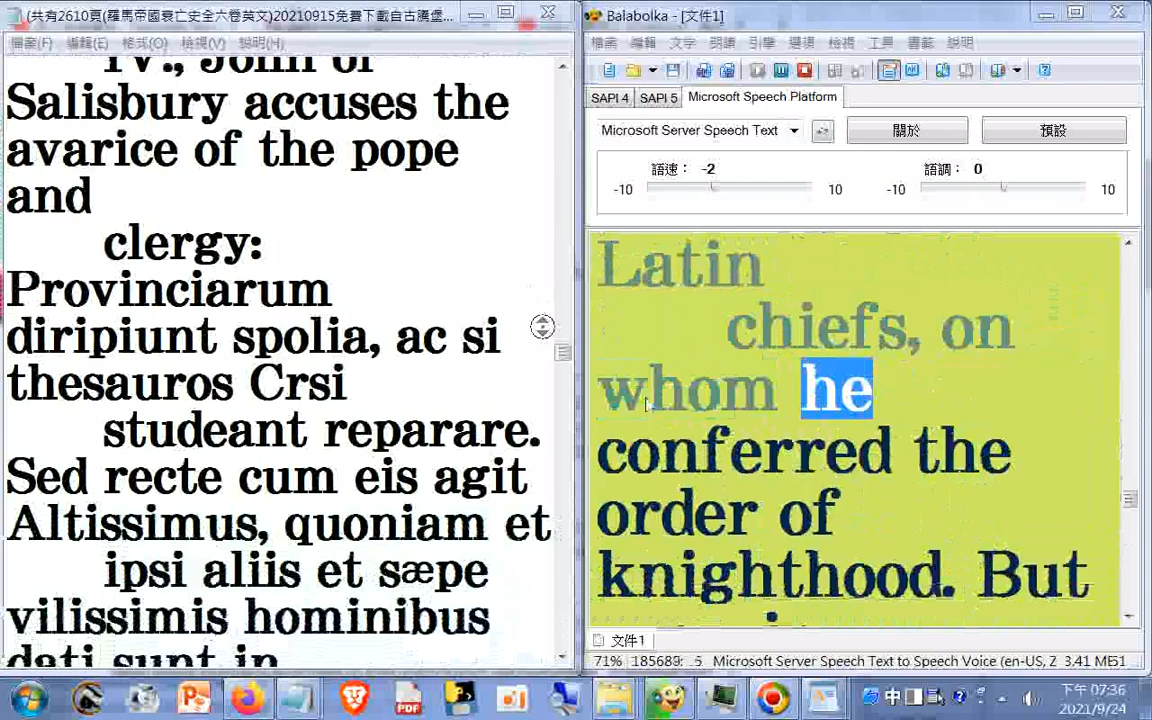 (共有2610頁(羅馬帝國衰亡史全六卷英文)20210915免費下載自古騰堡...
檔案(F) 編輯(E) 格式(O) 檢視(V) 說明(H)
IV., John of
Salisbury accuses the
avarice of the pope
and
clergy:
Provinciarum
diripiunt spolia, ac si
thesauros Crsi
studeant reparare.
Sed recte cum eis agit
Altissimus, quoniam et
ipsi aliis et sæpe
vilissimis hominibus
dati sunt in
Balabolka - [文件1]
檔案 編輯 文字 朗讀 引擎 選項 檢視 工具 書籤 說明
SAPI 4 SAPI 5 Microsoft Speech Platform
Microsoft Server Speech Text 關於 預設
語速： -2 語調： 0
-10 10 -10 10
Latin
chiefs, on
whom he
conferred the
order of
knighthood. But
文件1
71% 185689: .5 Microsoft Server Speech Text to Speech Voice (en-US, Z 3,41 ME51
中
下午 07:36
2021/9/24